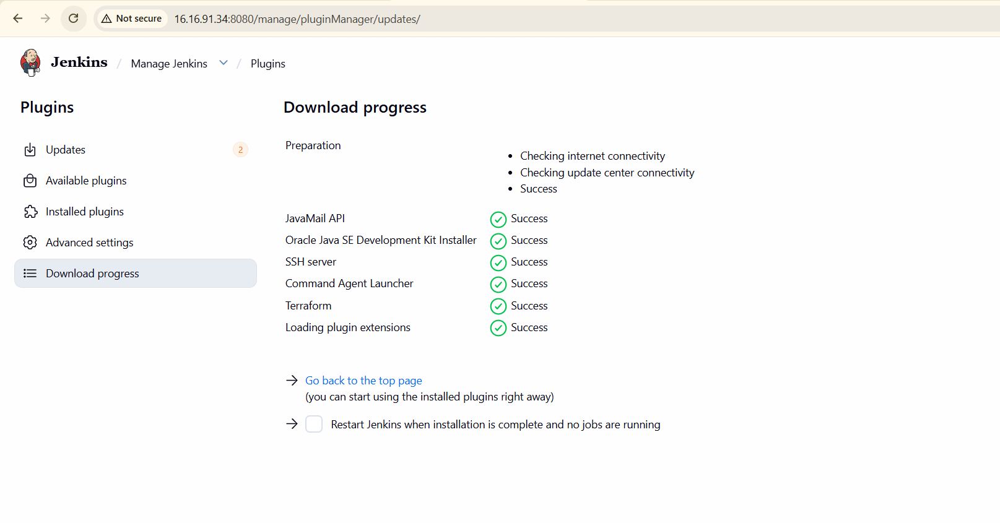 Not secure 16.16.91.34:8080/manage/pluginManager/updates/
Jenkins / Manage Jenkins / Plugins
Plugins
Updates 2
Available plugins
Installed plugins
Advanced settings
Download progress
Download progress
Preparation
Checking internet connectivity
Checking update center connectivity
Success
JavaMail API Success
Oracle Java SE Development Kit Installer Success
SSH server Success
Command Agent Launcher Success
Terraform Success
Loading plugin extensions Success
Go back to the top page
(you can start using the installed plugins right away)
Restart Jenkins when installation is complete and no jobs are running